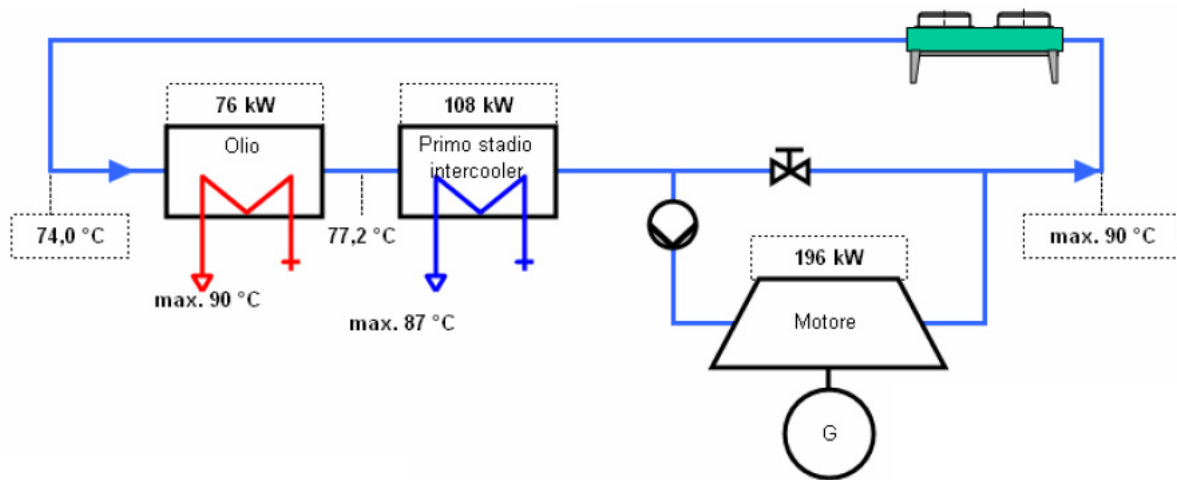 76 kW
108 kW
Olio
Primo stadio
intercooler
74,0 °C
77,2 °C
max. 90 °C
196 kW
max. 90 °C
max. 87 °C
Motore
G